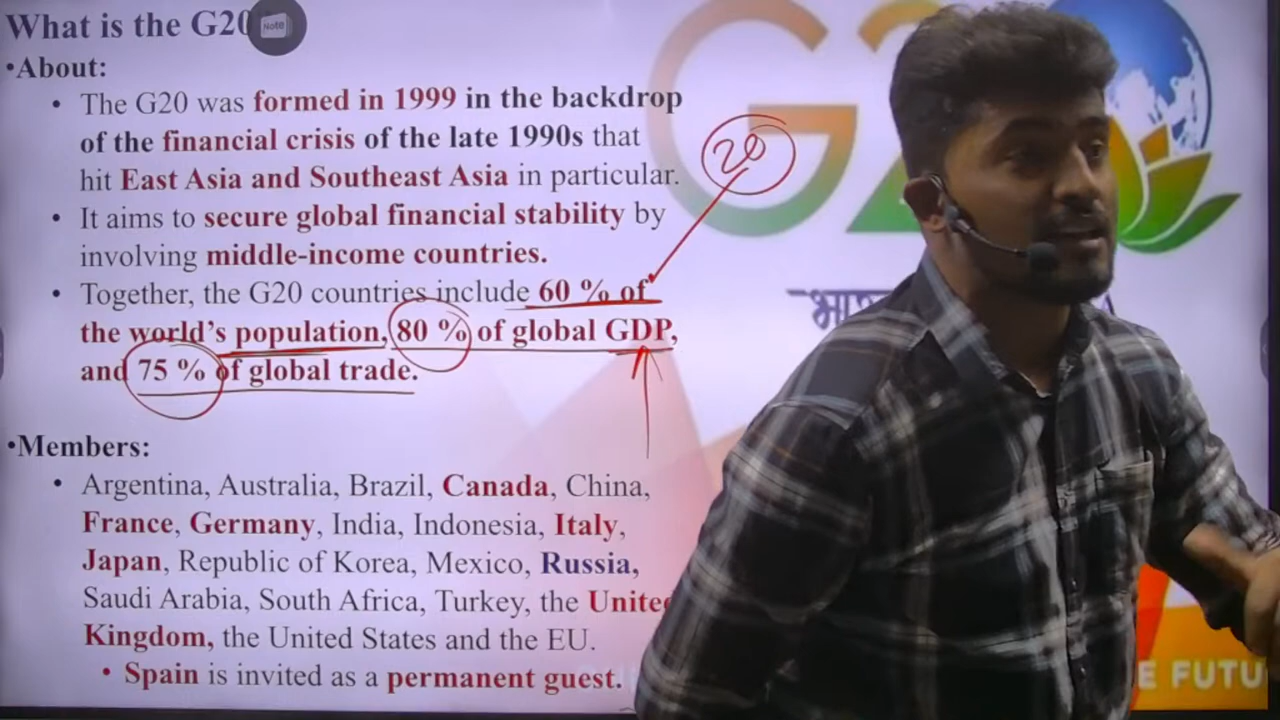 What is the G20
Note
•About:
• The G20 was formed in 1999 in the backdrop
of the financial crisis of the late 1990s that
hit East Asia and Southeast Asia in particular.
• It aims to secure global financial stability by
involving middle-income countries.
• Together, the G20 countries include 60 % of
the world's population, 80 % of global GDP,
and 75 % of global trade.
•Members:
• Argentina, Australia, Brazil, Canada, China,
France, Germany, India, Indonesia, Italy,
Japan, Republic of Korea, Mexico, Russia,
Saudi Arabia, South Africa, Turkey, the United
Kingdom, the United States and the EU.
• Spain is invited as a permanent guest.
20
G2